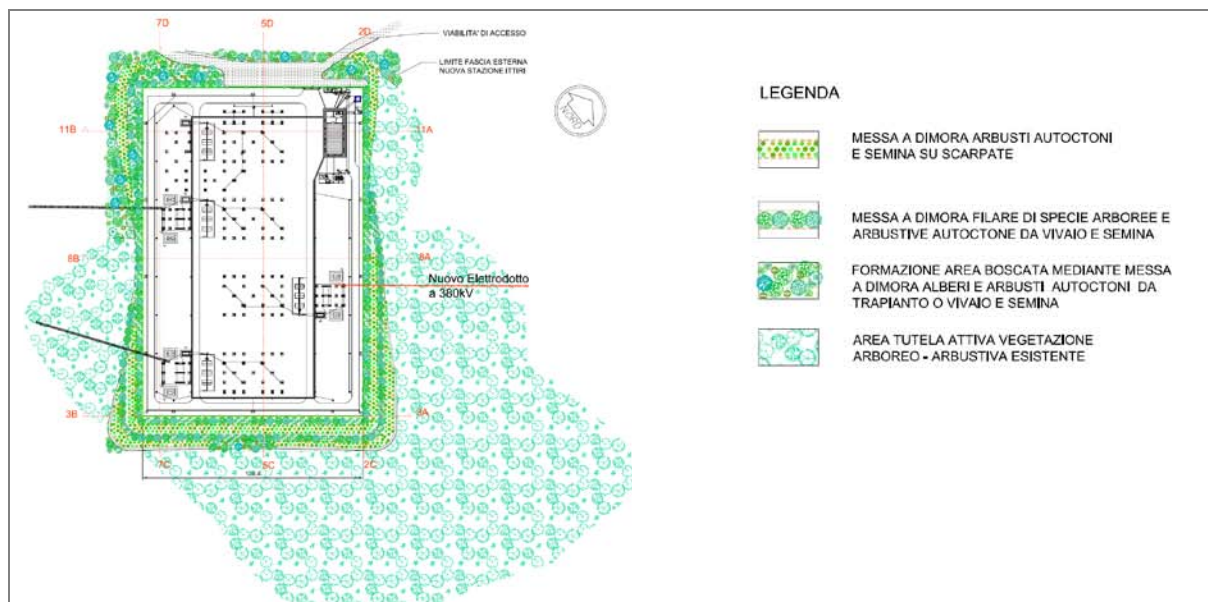 7D
5D
2D
VIABILITA' DI ACCESSO
LIMITE FASCIA ESTERNA
NUOVA STAZIONE ITTIRI
NORD
11B
11A
8B
8A
Nuovo Elettrodotto
a 380kV
3B
3A
7C
5C
2C
LEGENDA
MESSA A DIMORA ARBUSTI AUTOCTONI
E SEMINA SU SCARPATE
MESSA A DIMORA FILARE DI SPECIE ARBOREE E
ARBUSTIVE AUTOCTONE DA VIVAIO E SEMINA
FORMAZIONE AREA BOSCATA MEDIANTE MESSA
A DIMORA ALBERI E ARBUSTI AUTOCTONI DA
TRAPIANTO O VIVAIO E SEMINA
AREA TUTELA ATTIVA VEGETAZIONE
ARBOREO - ARBUSTIVA ESISTENTE